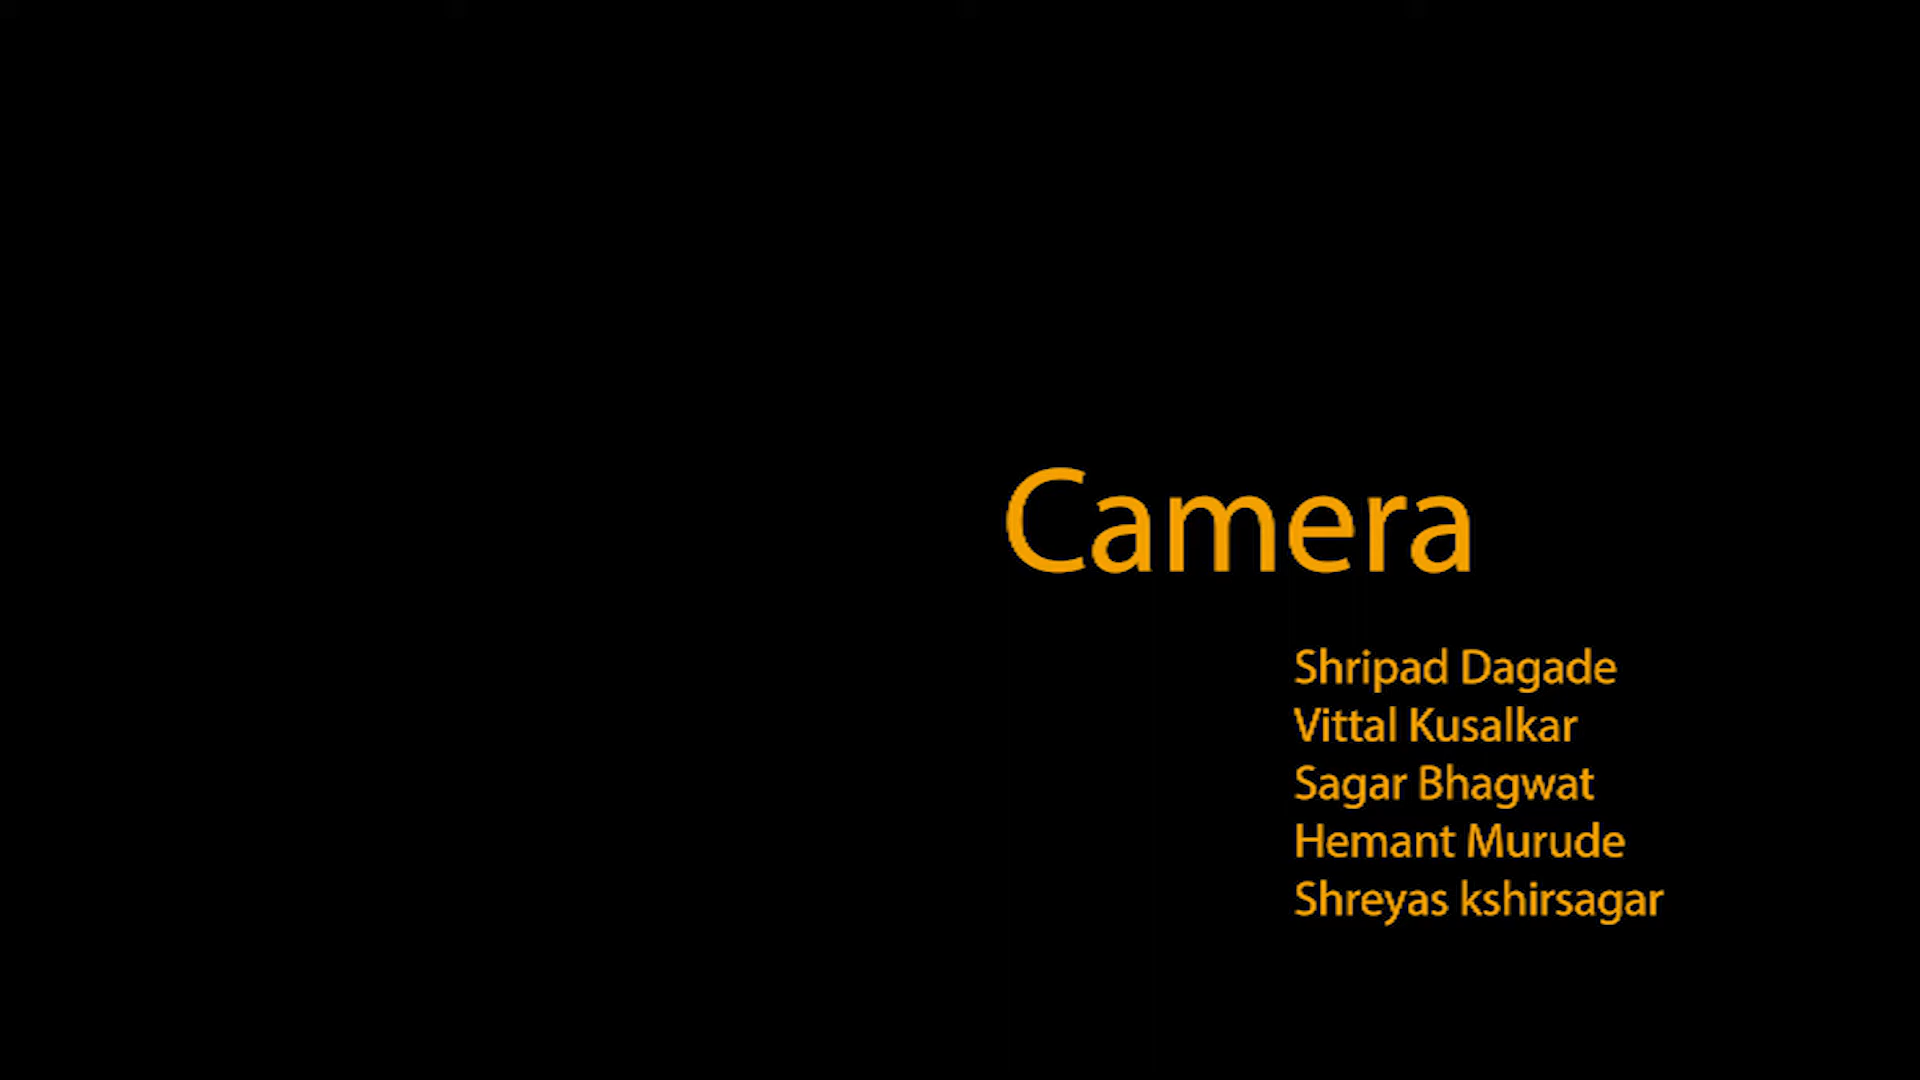 Camera
Shripad Dagade
Vittal Kusalkar
Sagar Bhagwat
Hemant Murude
Shreyas kshirsagar